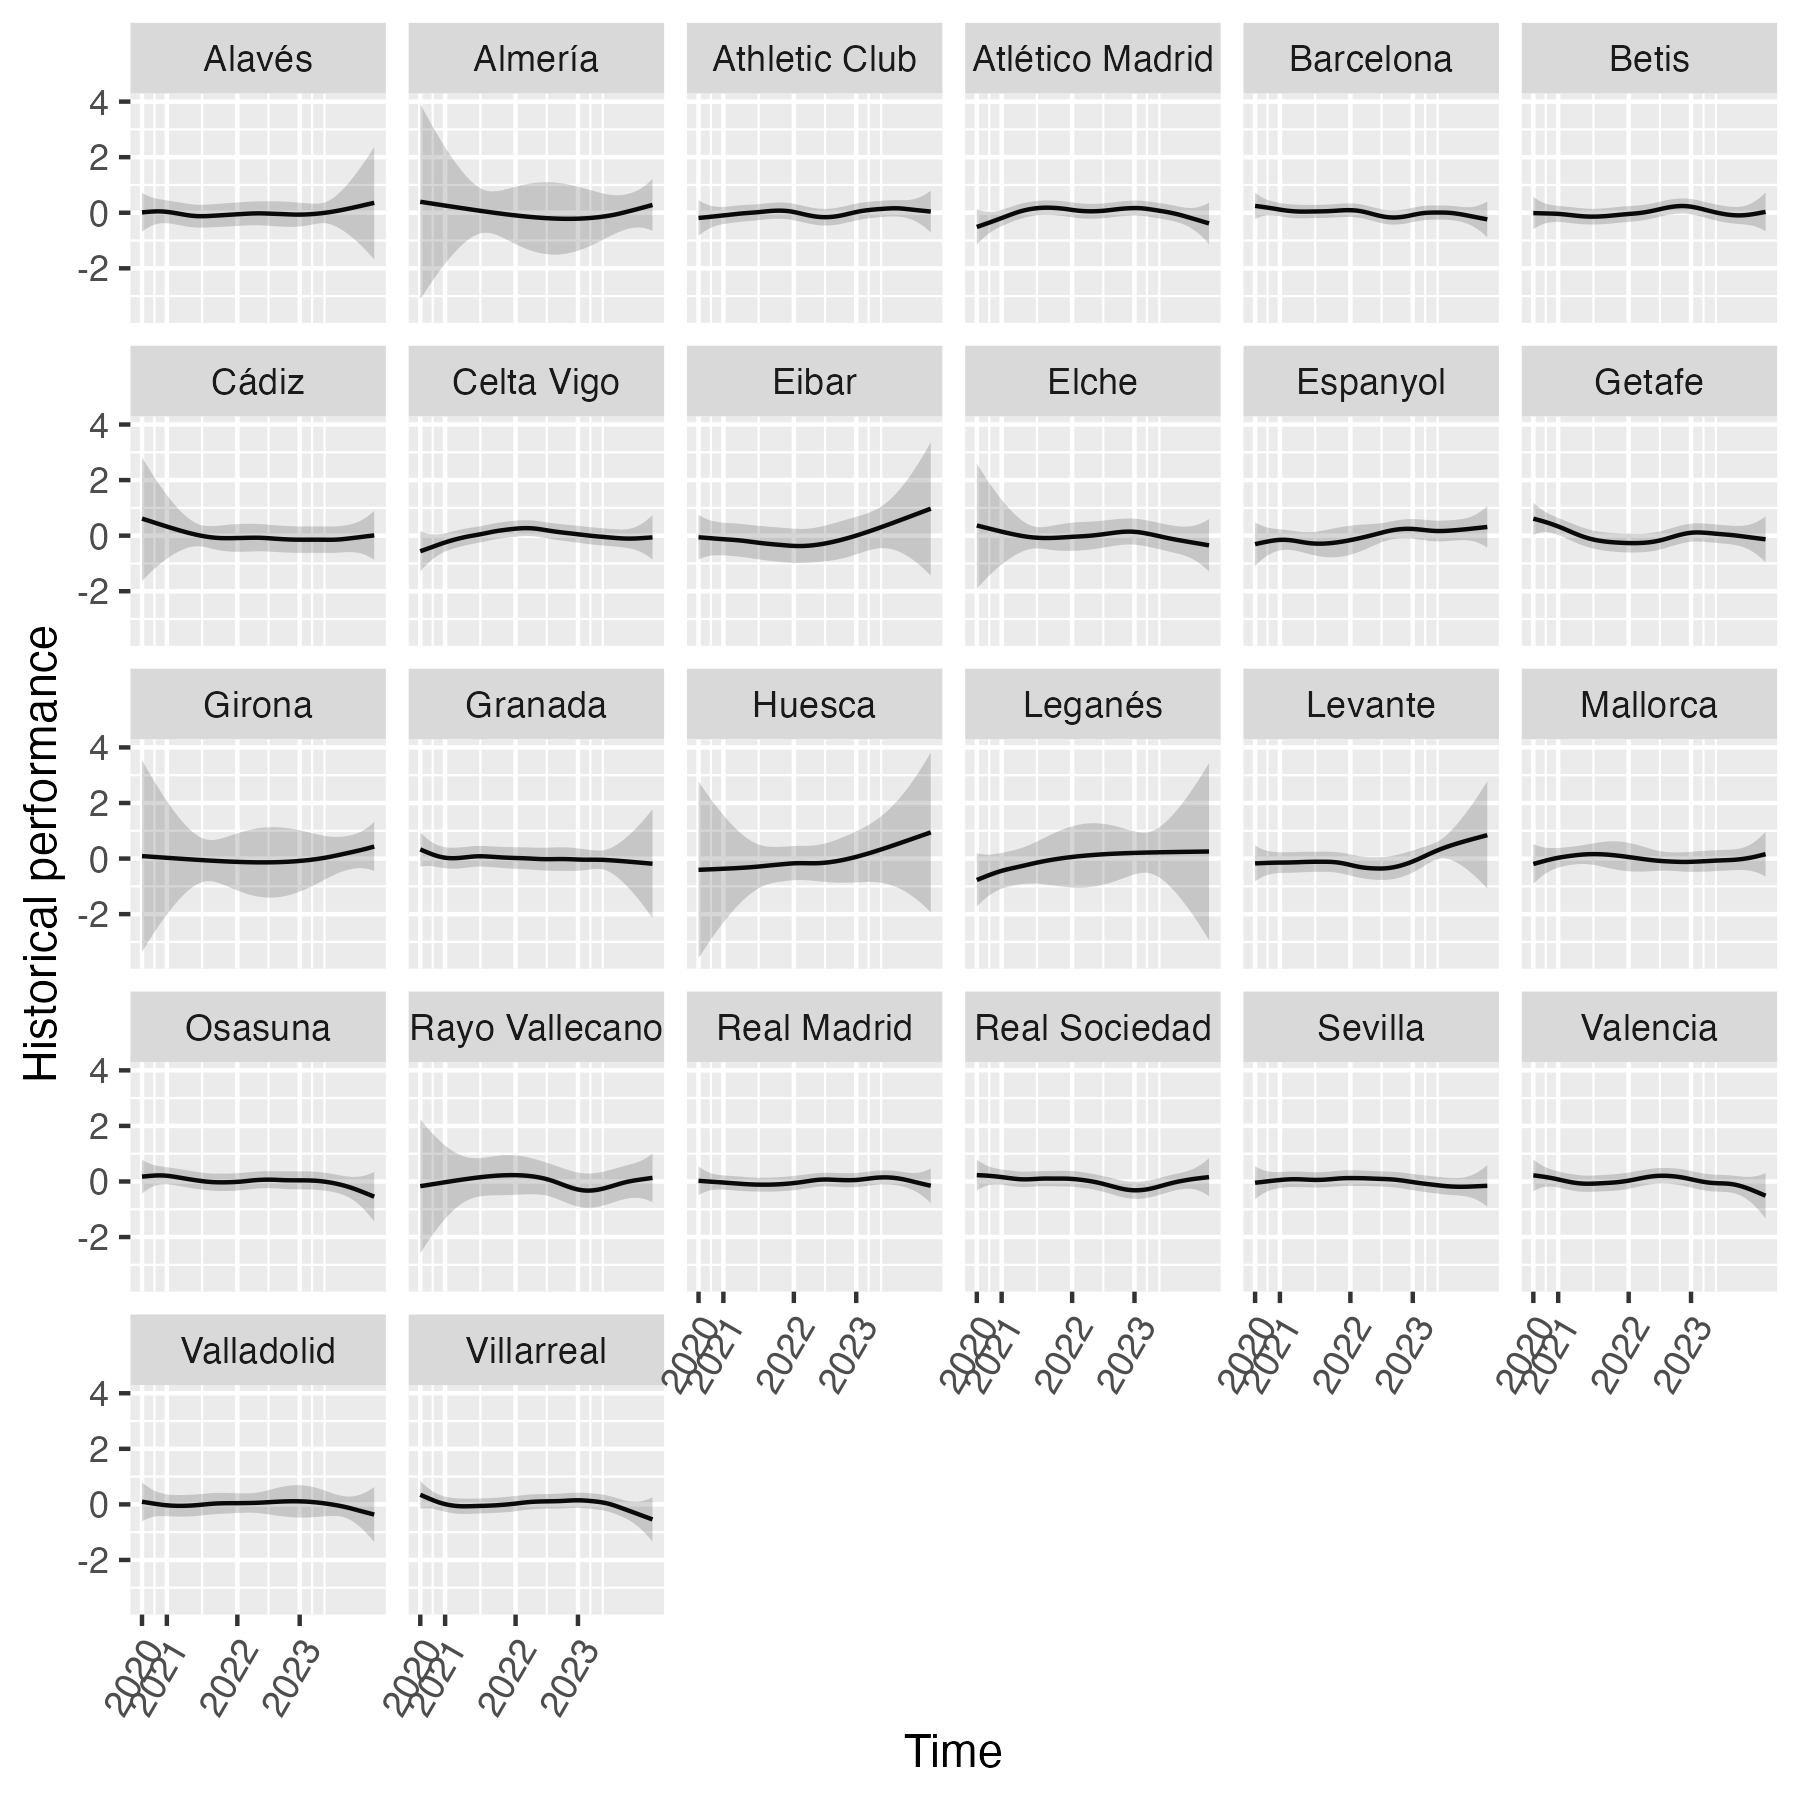 Alavés Almería Athletic Club Atlético Madrid Barcelona Betis
4
2
0
-2
Cádiz Celta Vigo Eibar Elche Espanyol Getafe
4
2
0
-2
Girona Granada Huesca Leganés Levante Mallorca
4
2
0
-2
Osasuna Rayo Vallecano Real Madrid Real Sociedad Sevilla Valencia
4
2
0
-2
2020 2021 2022 2023 2020 2021 2022 2023 2020 2021 2022 2023 2020 2021 2022 2023
Valladolid Villarreal
4
2
0
-2
2020 2021 2022 2023 2020 2021 2022 2023
Historical performance
Time